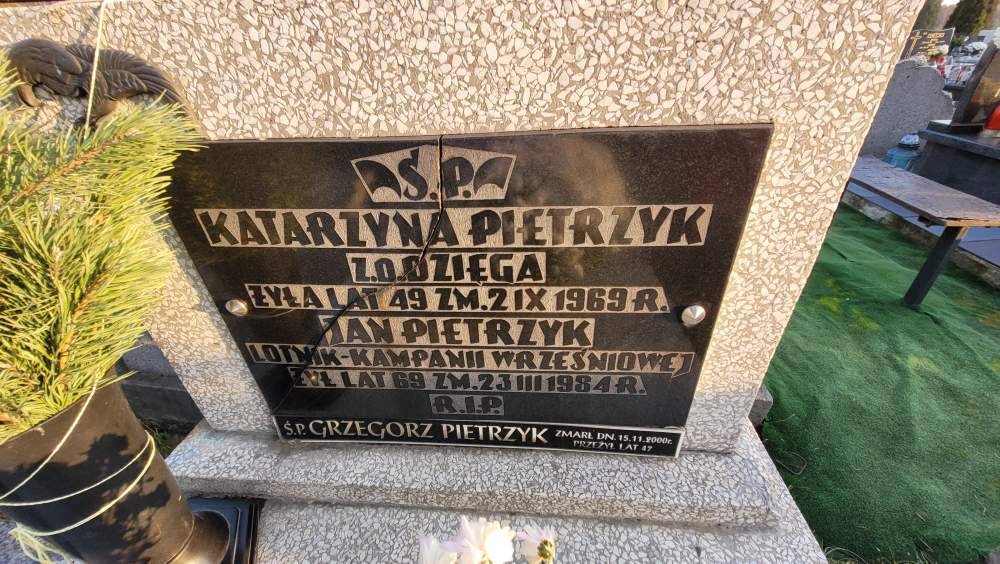 Ś.P.
KATARZYNA PIETRZYK
Z.D. DZIĘGA
ŻYŁA LAT 49 ZM. 2 IX 1969 R.
JAN PIETRZYK
LOTNIK-KAMPANII WRZEŚNIOWEJ
ŻYŁ LAT 69 ZM. 23 III 1984 R.
R.I.P.
Ś.P. GRZEGORZ PIETRZYK ZMARŁ DN. 15.11.2000r.
PRZEŻYŁ LAT 47